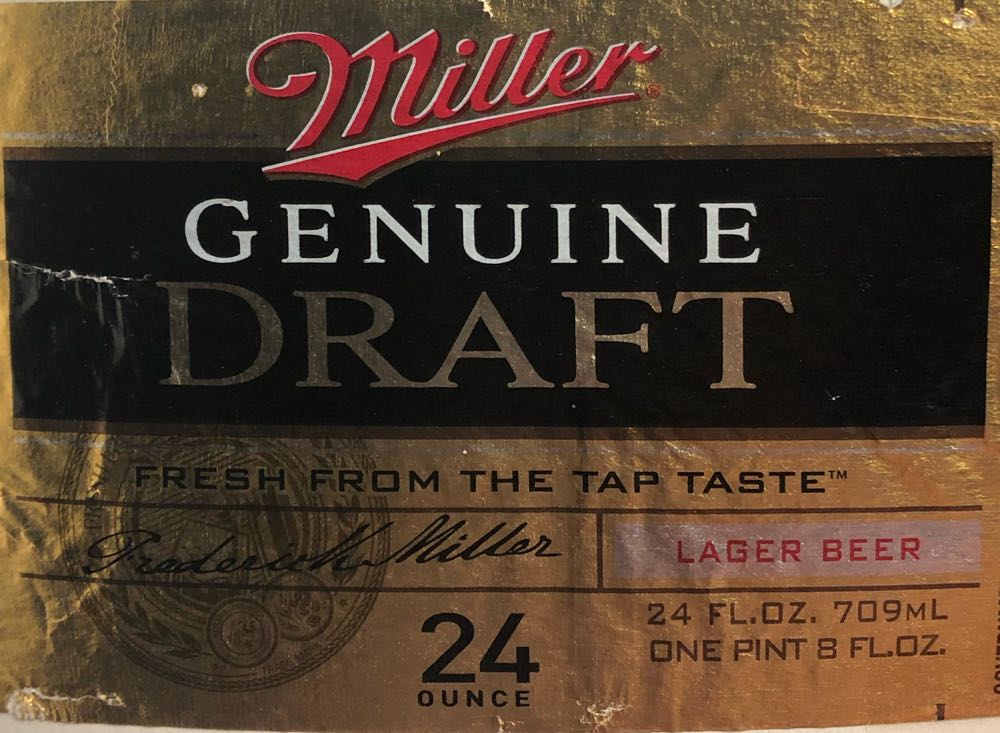 Miller®
GENUINE
DRAFT
FRESH FROM THE TAP TASTE™
Frederick Miller
LAGER BEER
24 FL.OZ. 709ML
ONE PINT 8 FL.OZ.
24
OUNCE